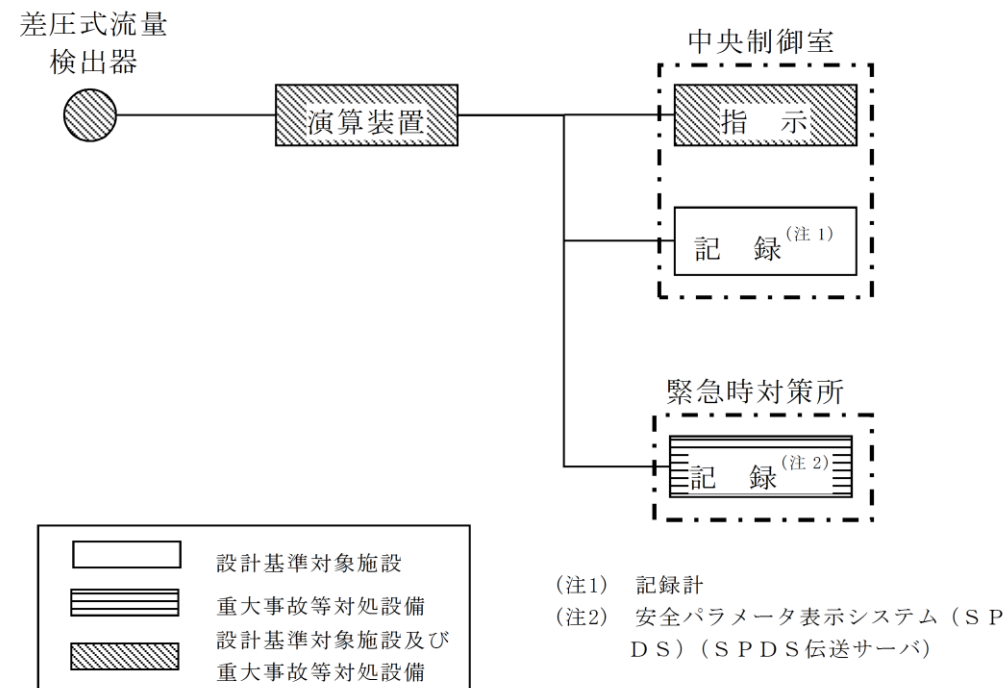 差圧式流量
検出器
中央制御室
演算装置
指 示
記 録(注1)
緊急時対策所
記 録(注2)
設計基準対象施設
重大事故等対処設備
設計基準対象施設及び
重大事故等対処設備
(注1) 記録計
(注2) 安全パラメータ表示システム（ＳＰ
ＤＳ）（ＳＰＤＳ伝送サーバ）